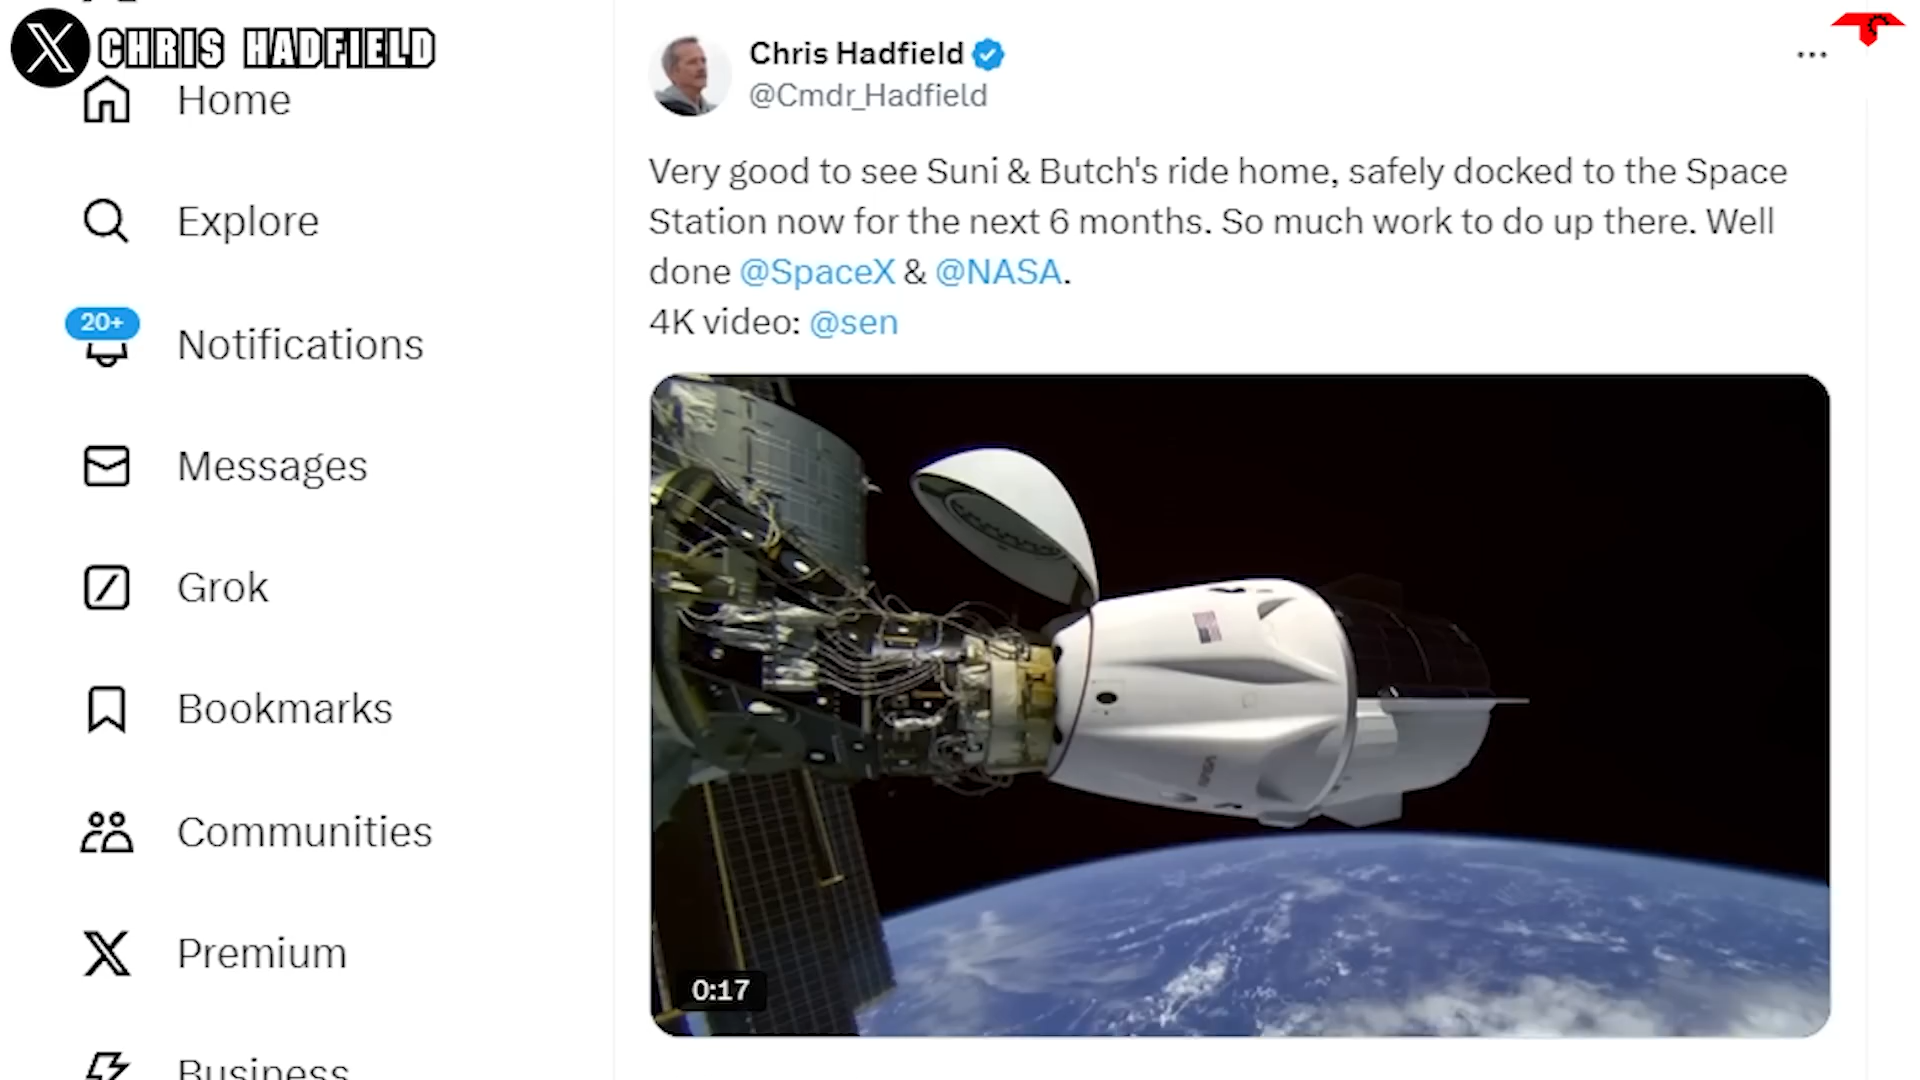 CHRIS HADFIELD
Home
Explore
20+
Notifications
Messages
Grok
Bookmarks
Communities
Premium
Business
Chris Hadfield
@Cmdr_Hadfield
Very good to see Suni & Butch's ride home, safely docked to the Space
Station now for the next 6 months. So much work to do up there. Well
done @SpaceX & @NASA.
4K video: @sen
NASA
0:17